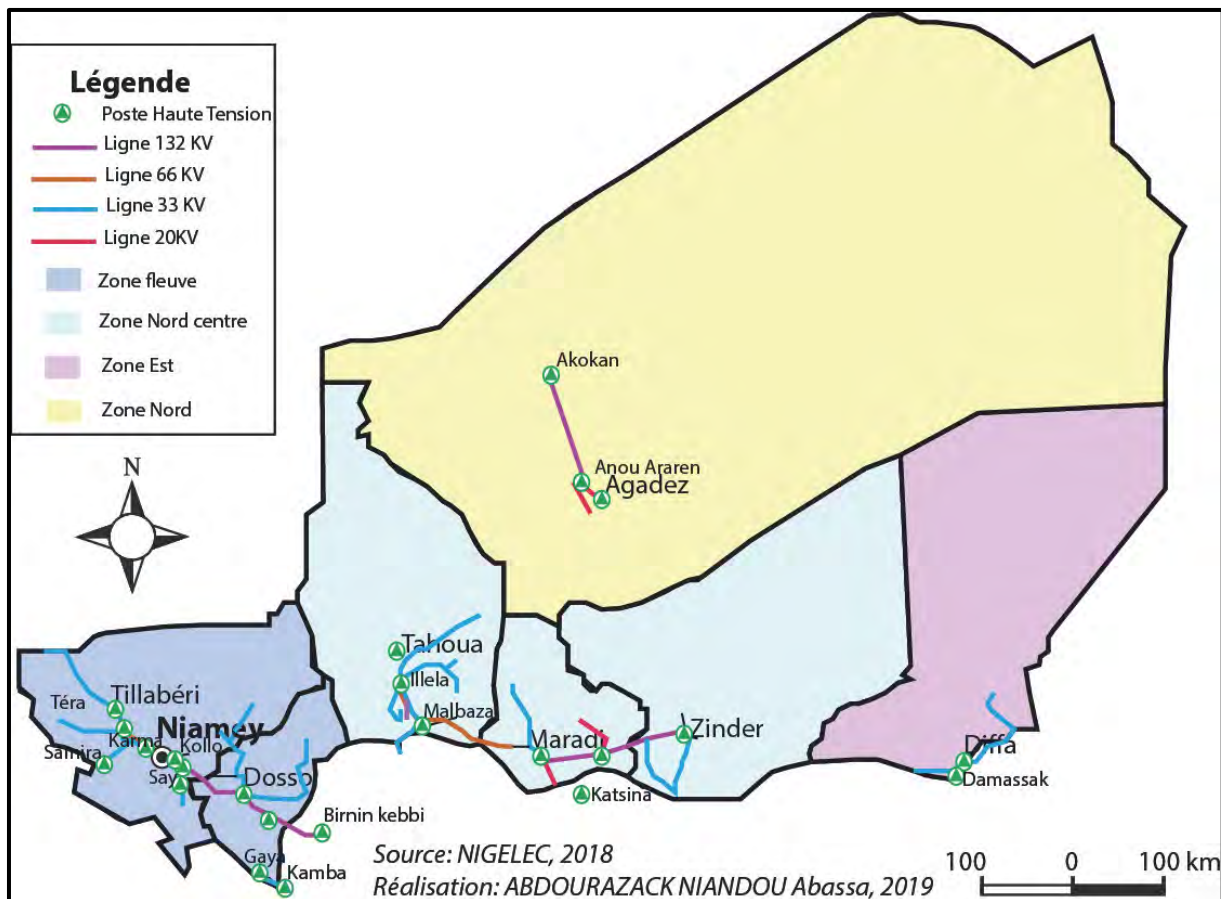 Légende
Poste Haute Tension
Ligne 132 KV
Ligne 66 KV
Ligne 33 KV
Ligne 20KV
Zone fleuve
Zone Nord centre
Zone Est
Zone Nord
N
Akokan
Anou Araren
Agadez
Tahoua
Illela
Malbaza
Téra
Tillabéri
Niamey
Karma
Kollo
Samira
Say
Dosso
Maradi
Zinder
Diffa
Damassak
Katsina
Birnin kebbi
Gaya
Kamba
Source: NIGELEC, 2018
Réalisation: ABDOURAZACK NIANDOU Abassa, 2019
100 0 100 km